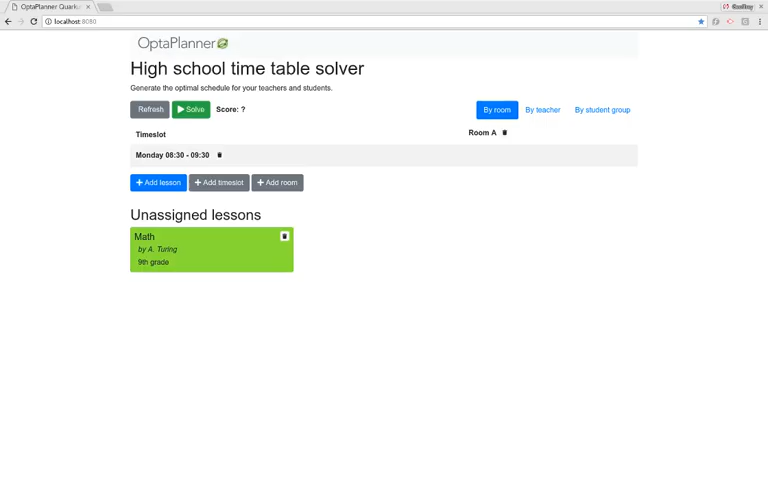 OptaPlanner Quarku
localhost:8080
OptaPlanner
High school time table solver
Generate the optimal schedule for your teachers and students.
Refresh Solve Score: ? By room By teacher By student group
Timeslot Room A
Monday 08:30 - 09:30
Add lesson Add timeslot Add room
Unassigned lessons
Math
by A. Turing
9th grade